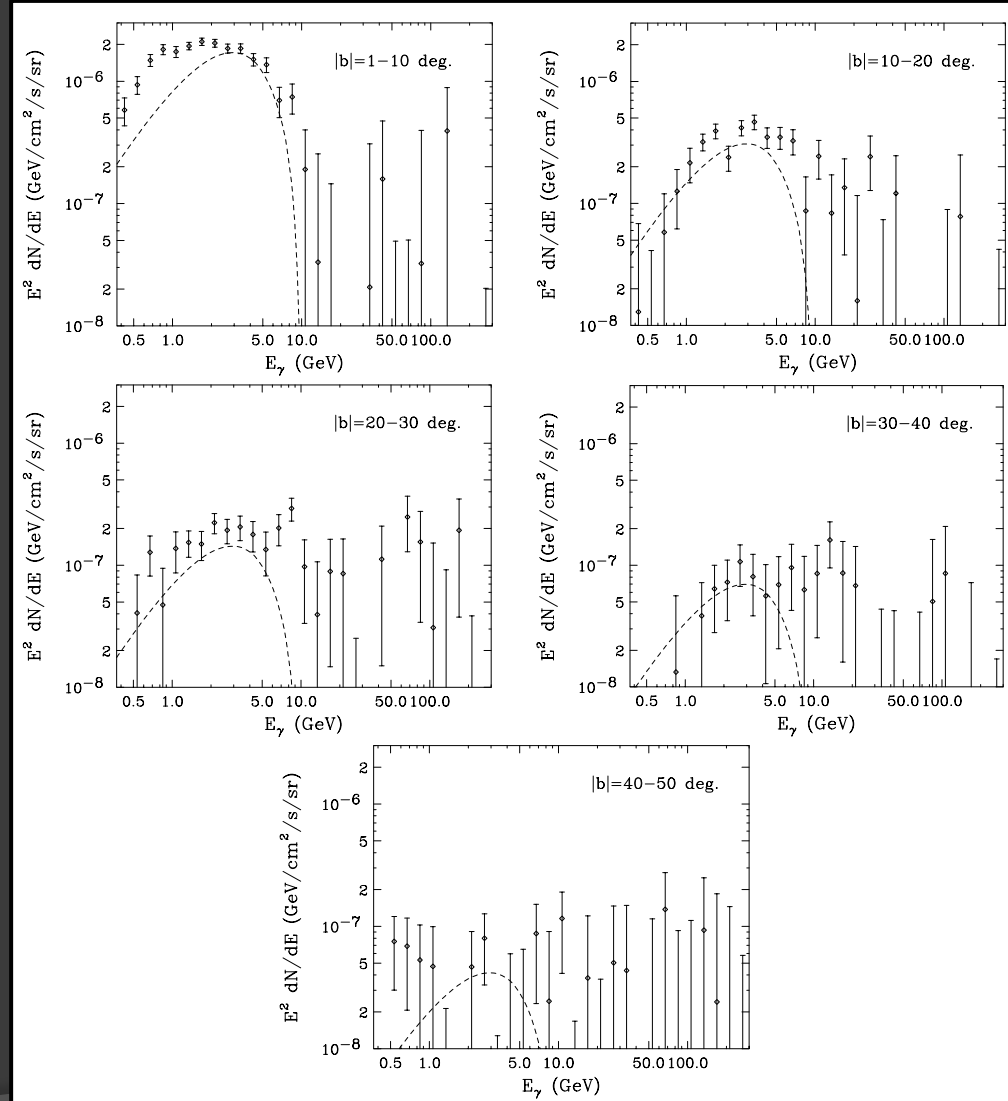 |b|=1−10 deg.
E² dN/dE (GeV/cm²/s/sr)
2
10⁻⁶
5
2
10⁻⁷
5
2
10⁻⁸
0.5 1.0 5.0 10.0 50.0 100.0
E_γ (GeV)
|b|=10−20 deg.
E² dN/dE (GeV/cm²/s/sr)
2
10⁻⁶
5
2
10⁻⁷
5
2
10⁻⁸
0.5 1.0 5.0 10.0 50.0 100.0
E_γ (GeV)
|b|=20−30 deg.
E² dN/dE (GeV/cm²/s/sr)
2
10⁻⁶
5
2
10⁻⁷
5
2
10⁻⁸
0.5 1.0 5.0 10.0 50.0 100.0
E_γ (GeV)
|b|=30−40 deg.
E² dN/dE (GeV/cm²/s/sr)
2
10⁻⁶
5
2
10⁻⁷
5
2
10⁻⁸
0.5 1.0 5.0 10.0 50.0 100.0
E_γ (GeV)
|b|=40−50 deg.
E² dN/dE (GeV/cm²/s/sr)
2
10⁻⁶
5
2
10⁻⁷
5
2
10⁻⁸
0.5 1.0 5.0 10.0 50.0 100.0
E_γ (GeV)